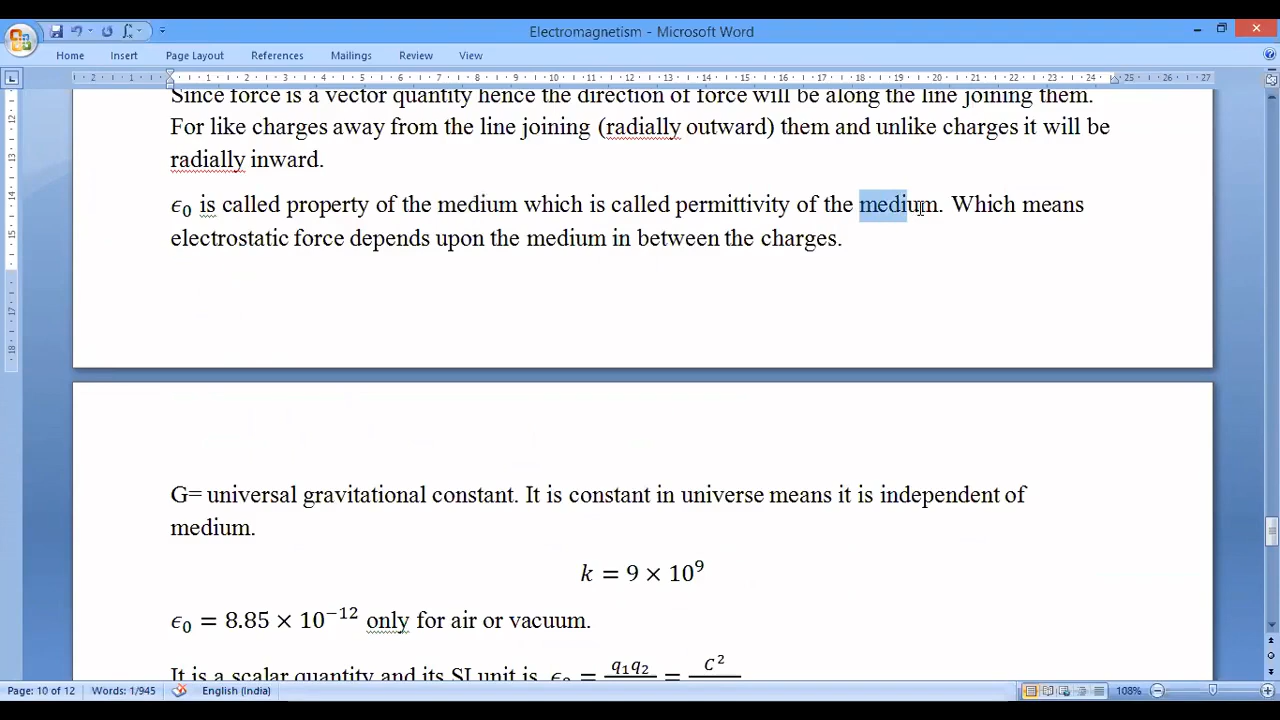 Electromagnetism - Microsoft Word
Home Insert Page Layout References Mailings Review View
Since force is a vector quantity hence the direction of force will be along the line joining them.
For like charges away from the line joining (radially outward) them and unlike charges it will be
radially inward.
ϵ₀ is called property of the medium which is called permittivity of the medium. Which means
electrostatic force depends upon the medium in between the charges.
G= universal gravitational constant. It is constant in universe means it is independent of
medium.
k = 9 × 10⁹
ϵ₀ = 8.85 × 10⁻¹² only for air or vacuum.
It is a scalar quantity and its SI unit is ϵ₀ = q₁q₂ = C²
Page: 10 of 12 Words: 1/945 English (India) 108%